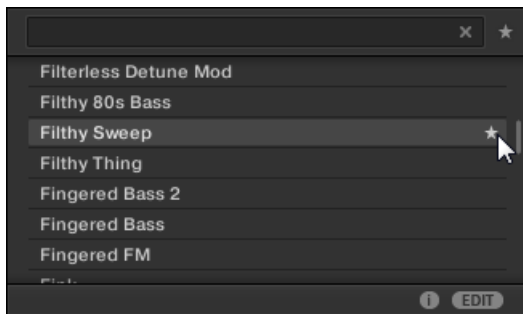 Filterless Detune Mod
Filthy 80s Bass
Filthy Sweep
Filthy Thing
Fingered Bass 2
Fingered Bass
Fingered FM
i EDIT